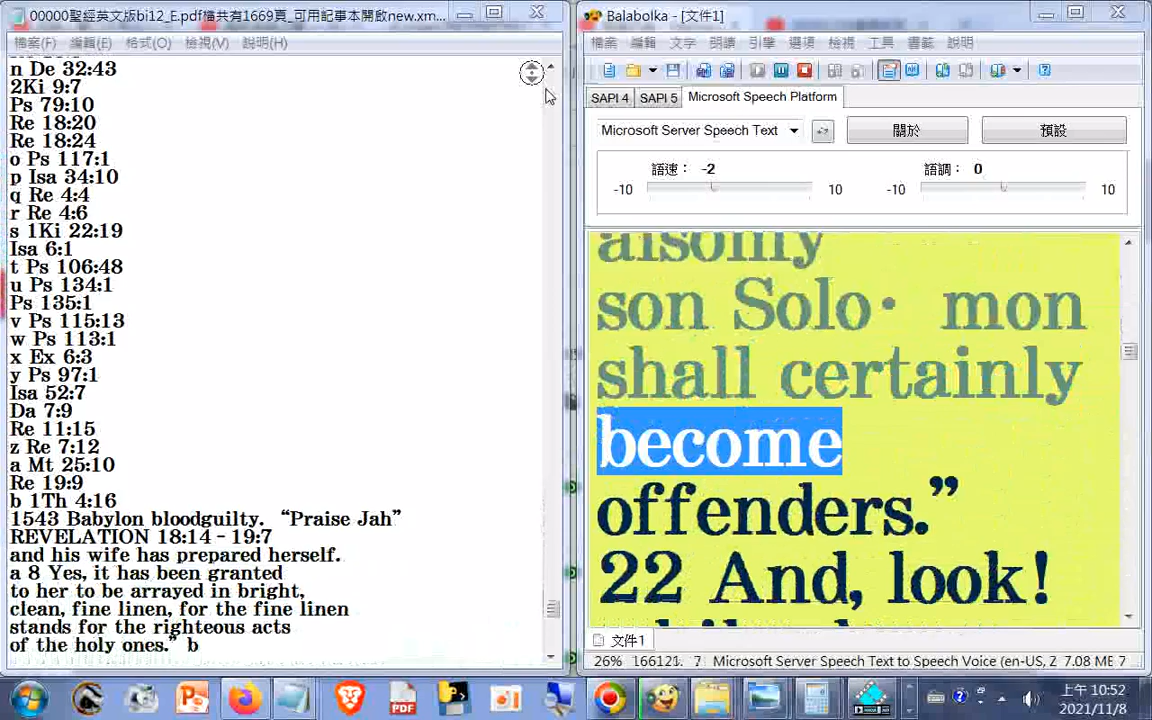 00000聖經英文版bi12_E.pdf檔共有1669頁_可用記事本開啟new.xm...
檔案(F) 編輯(E) 格式(O) 檢視(V) 說明(H)
n De 32:43
2Ki 9:7
Ps 79:10
Re 18:20
Re 18:24
o Ps 117:1
p Isa 34:10
q Re 4:4
r Re 4:6
s 1Ki 22:19
Isa 6:1
t Ps 106:48
u Ps 134:1
Ps 135:1
v Ps 115:13
w Ps 113:1
x Ex 6:3
y Ps 97:1
Isa 52:7
Da 7:9
Re 11:15
z Re 7:12
a Mt 25:10
Re 19:9
b 1Th 4:16
1543 Babylon bloodguilty. “Praise Jah”
REVELATION 18:14–19:7
and his wife has prepared herself.
a 8 Yes, it has been granted
to her to be arrayed in bright,
clean, fine linen, for the fine linen
stands for the righteous acts
of the holy ones.” b
Balabolka - [文件1]
檔案 編輯 文字 朗讀 引擎 選項 檢視 工具 書籤 說明
SAPI 4 SAPI 5 Microsoft Speech Platform
Microsoft Server Speech Text 關於 預設
語速： -2 語調： 0
-10 10 -10 10
son Solo· mon
shall certainly
become
offenders.”
22 And, look!
文件1
26% 166121. 7 Microsoft Server Speech Text to Speech Voice (en-US, 2 7.08 ME 7
PDF
上午 10:52
2021/11/8